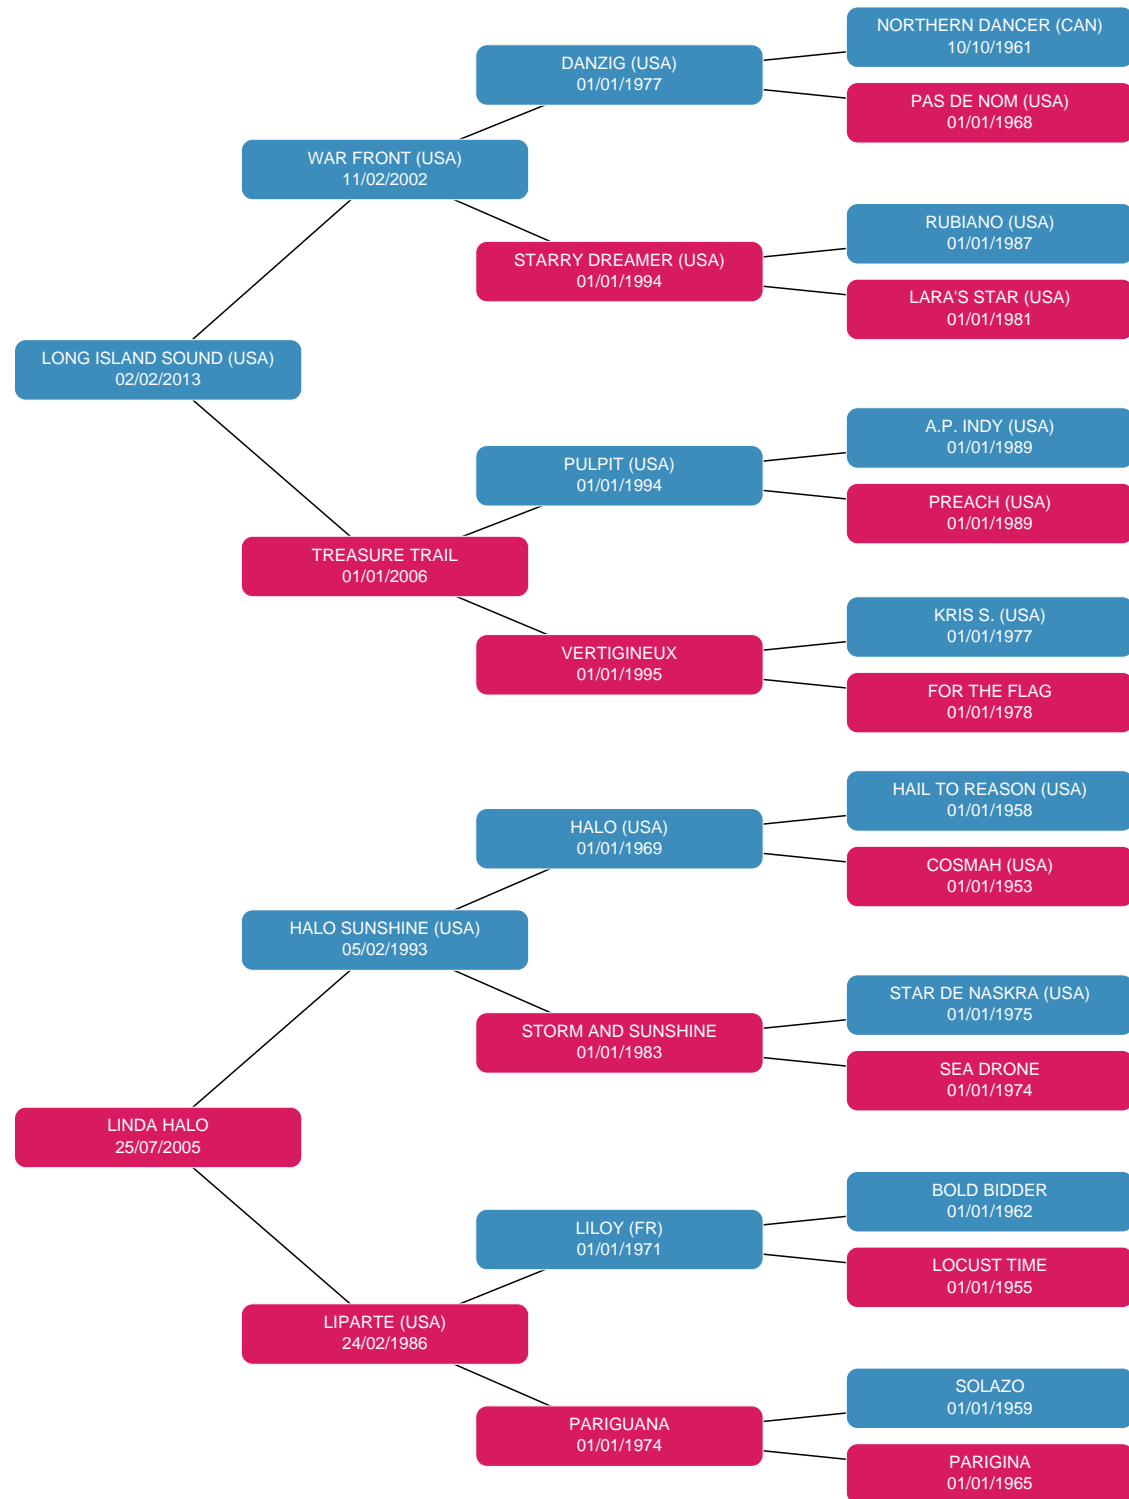 NORTHERN DANCER (CAN)
10/10/1961
DANZIG (USA)
01/01/1977
PAS DE NOM (USA)
01/01/1968
WAR FRONT (USA)
11/02/2002
RUBIANO (USA)
01/01/1987
STARRY DREAMER (USA)
01/01/1994
LARA'S STAR (USA)
01/01/1981
LONG ISLAND SOUND (USA)
02/02/2013
A.P. INDY (USA)
01/01/1989
PULPIT (USA)
01/01/1994
PREACH (USA)
01/01/1989
TREASURE TRAIL
01/01/2006
KRIS S. (USA)
01/01/1977
VERTIGINEUX
01/01/1995
FOR THE FLAG
01/01/1978
HAIL TO REASON (USA)
01/01/1958
HALO (USA)
01/01/1969
COSMAH (USA)
01/01/1953
HALO SUNSHINE (USA)
05/02/1993
STAR DE NASKRA (USA)
01/01/1975
STORM AND SUNSHINE
01/01/1983
SEA DRONE
01/01/1974
LINDA HALO
25/07/2005
BOLD BIDDER
01/01/1962
LILOY (FR)
01/01/1971
LOCUST TIME
01/01/1955
LIPARTE (USA)
24/02/1986
SOLAZO
01/01/1959
PARIGUANA
01/01/1974
PARIGINA
01/01/1965